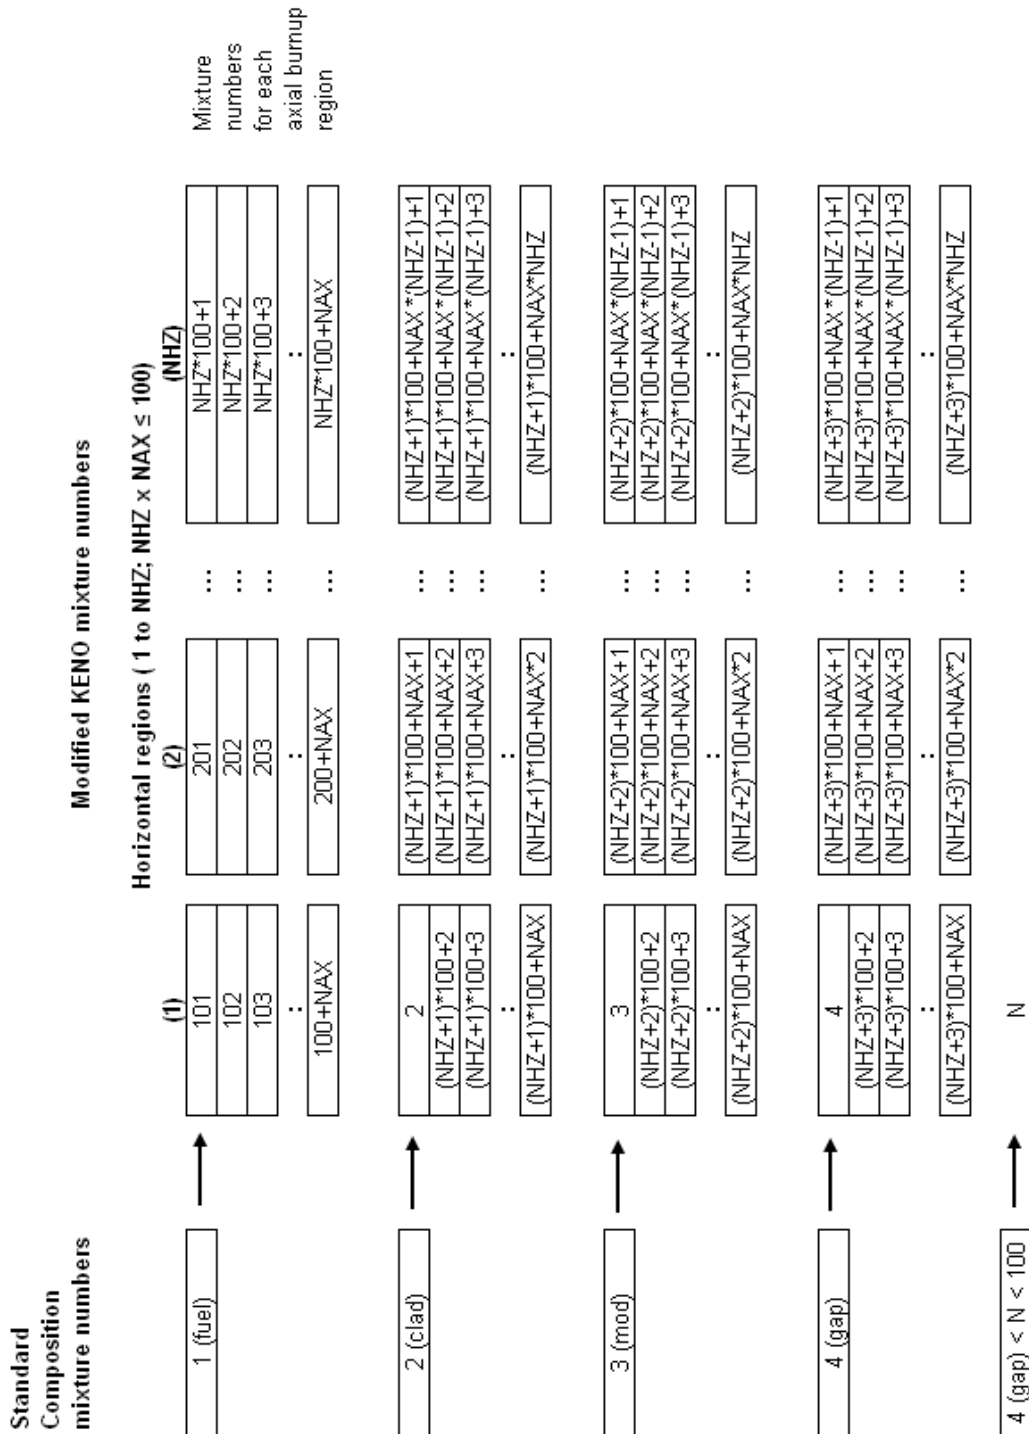 Modified KENO mixture numbers
Standard
Composition
mixture numbers
Horizontal regions ( 1 to NHZ; NHZ x NAX ≤ 100)
(1) (2) (NHZ)
1 (fuel) 101 201 ... NHZ*100+1 Mixture
102 202 ... NHZ*100+2 numbers
103 203 ... NHZ*100+3 for each
: : axial burnup
100+NAX 200+NAX ... NHZ*100+NAX region
2 (clad) 2 (NHZ+1)*100+NAX+1 ... (NHZ+1)*100+NAX*(NHZ-1)+1
(NHZ+1)*100+2 (NHZ+1)*100+NAX+2 ... (NHZ+1)*100+NAX*(NHZ-1)+2
(NHZ+1)*100+3 (NHZ+1)*100+NAX+3 ... (NHZ+1)*100+NAX*(NHZ-1)+3
: : :
(NHZ+1)*100+NAX (NHZ+1)*100+NAX*2 ... (NHZ+1)*100+NAX*NHZ
3 (mod) 3 (NHZ+2)*100+NAX+1 ... (NHZ+2)*100+NAX*(NHZ-1)+1
(NHZ+2)*100+2 (NHZ+2)*100+NAX+2 ... (NHZ+2)*100+NAX*(NHZ-1)+2
(NHZ+2)*100+3 (NHZ+2)*100+NAX+3 ... (NHZ+2)*100+NAX*(NHZ-1)+3
: : :
(NHZ+2)*100+NAX (NHZ+2)*100+NAX*2 ... (NHZ+2)*100+NAX*NHZ
4 (gap) 4 (NHZ+3)*100+NAX+1 ... (NHZ+3)*100+NAX*(NHZ-1)+1
(NHZ+3)*100+2 (NHZ+3)*100+NAX+2 ... (NHZ+3)*100+NAX*(NHZ-1)+2
(NHZ+3)*100+3 (NHZ+3)*100+NAX+3 ... (NHZ+3)*100+NAX*(NHZ-1)+3
: : :
(NHZ+3)*100+NAX (NHZ+3)*100+NAX*2 ... (NHZ+3)*100+NAX*NHZ
4 (gap) < N < 100 N